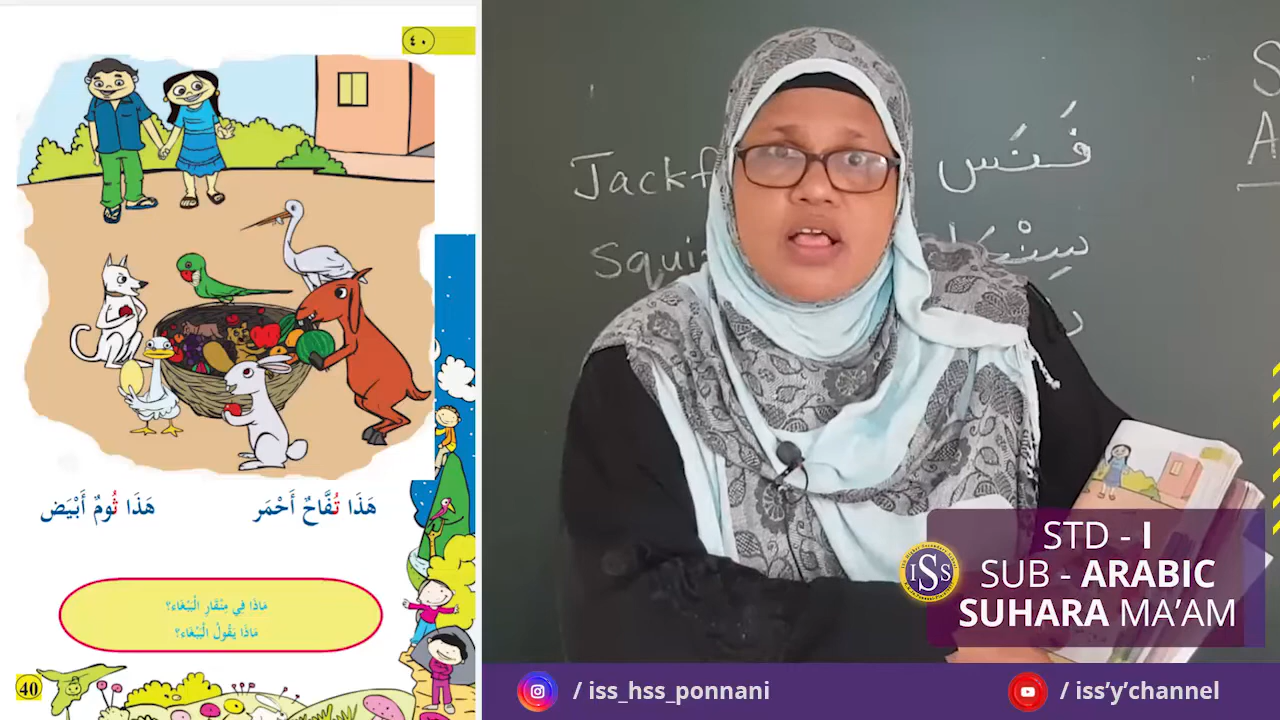 ٤٠
هَذَا تُفَّاحٌ أَحْمَر
هَذَا ثُومٌ أَبْيَض
مَاذَا فِي مِنْقَارِ الْبَبْغَاء؟
مَاذَا يَقُولُ الْبَبْغَاء؟
40
Jackf
فَنَس
Squi
S
A
STD - I
SUB - ARABIC
SUHARA MA'AM
ISS
/ iss_hss_ponnani
/ iss'y'channel